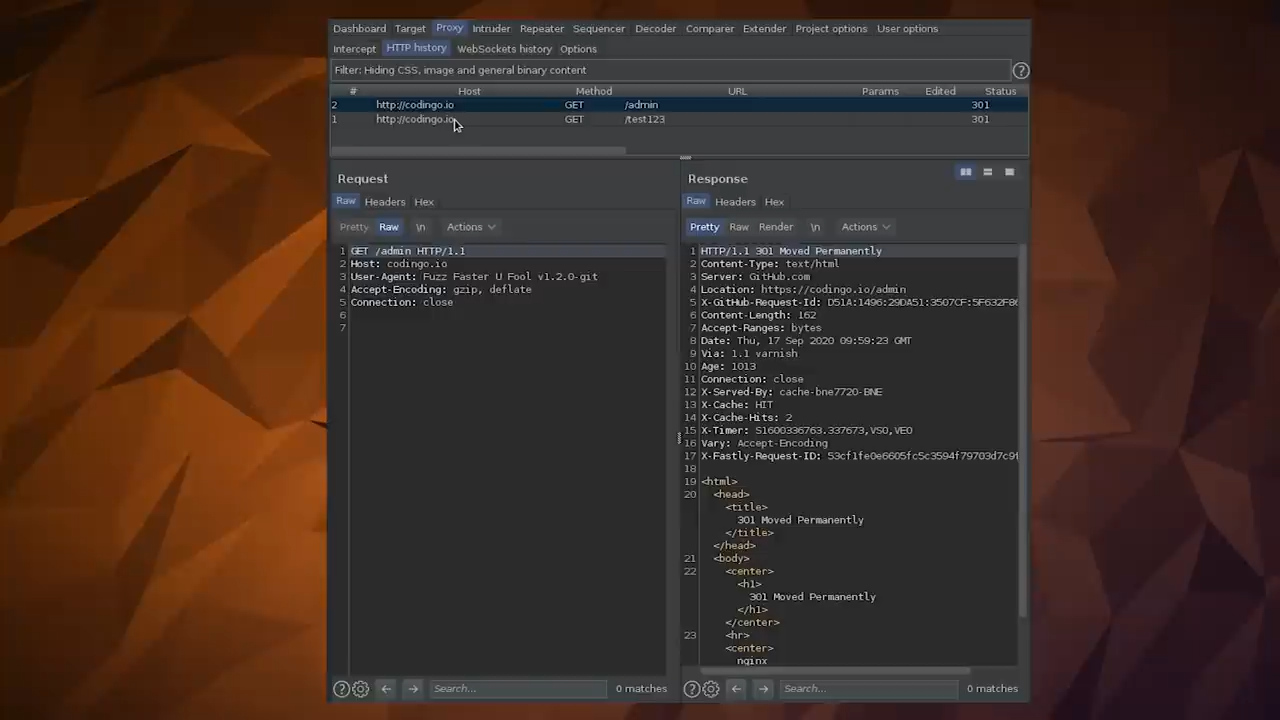 Dashboard Target Proxy Intruder Repeater Sequencer Decoder Comparer Extender Project options User options
Intercept HTTP history WebSockets history Options
Filter: Hiding CSS, image and general binary content ?
# Host Method URL Params Edited Status
2 http://codingo.io GET /admin 301
1 http://codingo.io GET /test123 301
Request
Raw Headers Hex
Pretty Raw \n Actions
1 GET /admin HTTP/1.1
2 Host: codingo.io
3 User-Agent: Fuzz Faster U Fool v1.2.0-git
4 Accept-Encoding: gzip, deflate
5 Connection: close
6
7
? Search... 0 matches
Response
Raw Headers Hex
Pretty Raw Render \n Actions
1 HTTP/1.1 301 Moved Permanently
2 Content-Type: text/html
3 Server: GitHub.com
4 Location: https://codingo.io/admin
5 X-GitHub-Request-Id: D51A:1496:29DA51:3507CF:5F632F8
6 Content-Length: 162
7 Accept-Ranges: bytes
8 Date: Thu, 17 Sep 2020 09:59:23 GMT
9 Via: 1.1 varnish
10 Age: 1013
11 Connection: close
12 X-Served-By: cache-bne7720-BNE
13 X-Cache: HIT
14 X-Cache-Hits: 2
15 X-Timer: S1600336763.337673,VS0,VE0
16 Vary: Accept-Encoding
17 X-Fastly-Request-ID: 53cf1fe0e6605fc5c3594f79703d7c9f
18
19 <html>
20 <head>
<title>
301 Moved Permanently
</title>
</head>
21 <body>
22 <center>
<h1>
301 Moved Permanently
</h1>
</center>
23 <hr>
<center>
nginx
? Search... 0 matches